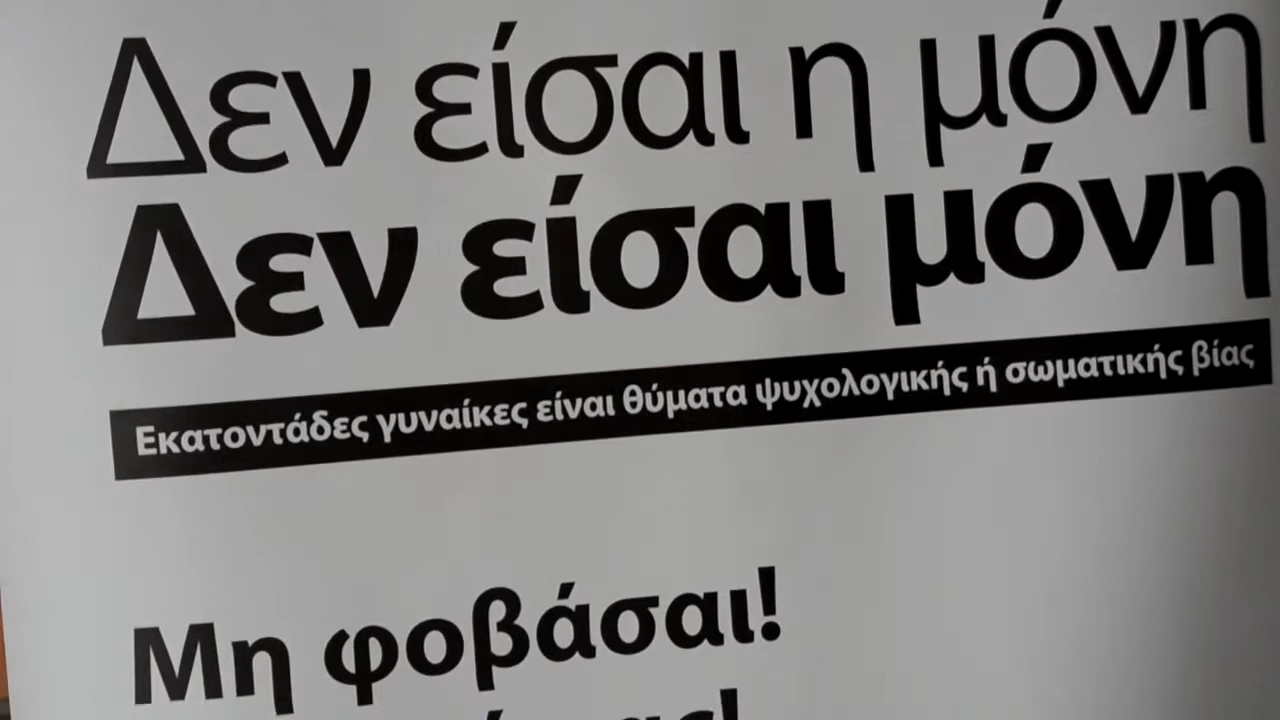 Δεν είσαι η μόνη
Δεν είσαι μόνη
Εκατοντάδες γυναίκες είναι θύματα ψυχολογικής ή σωματικής βίας
Μη φοβάσαι!